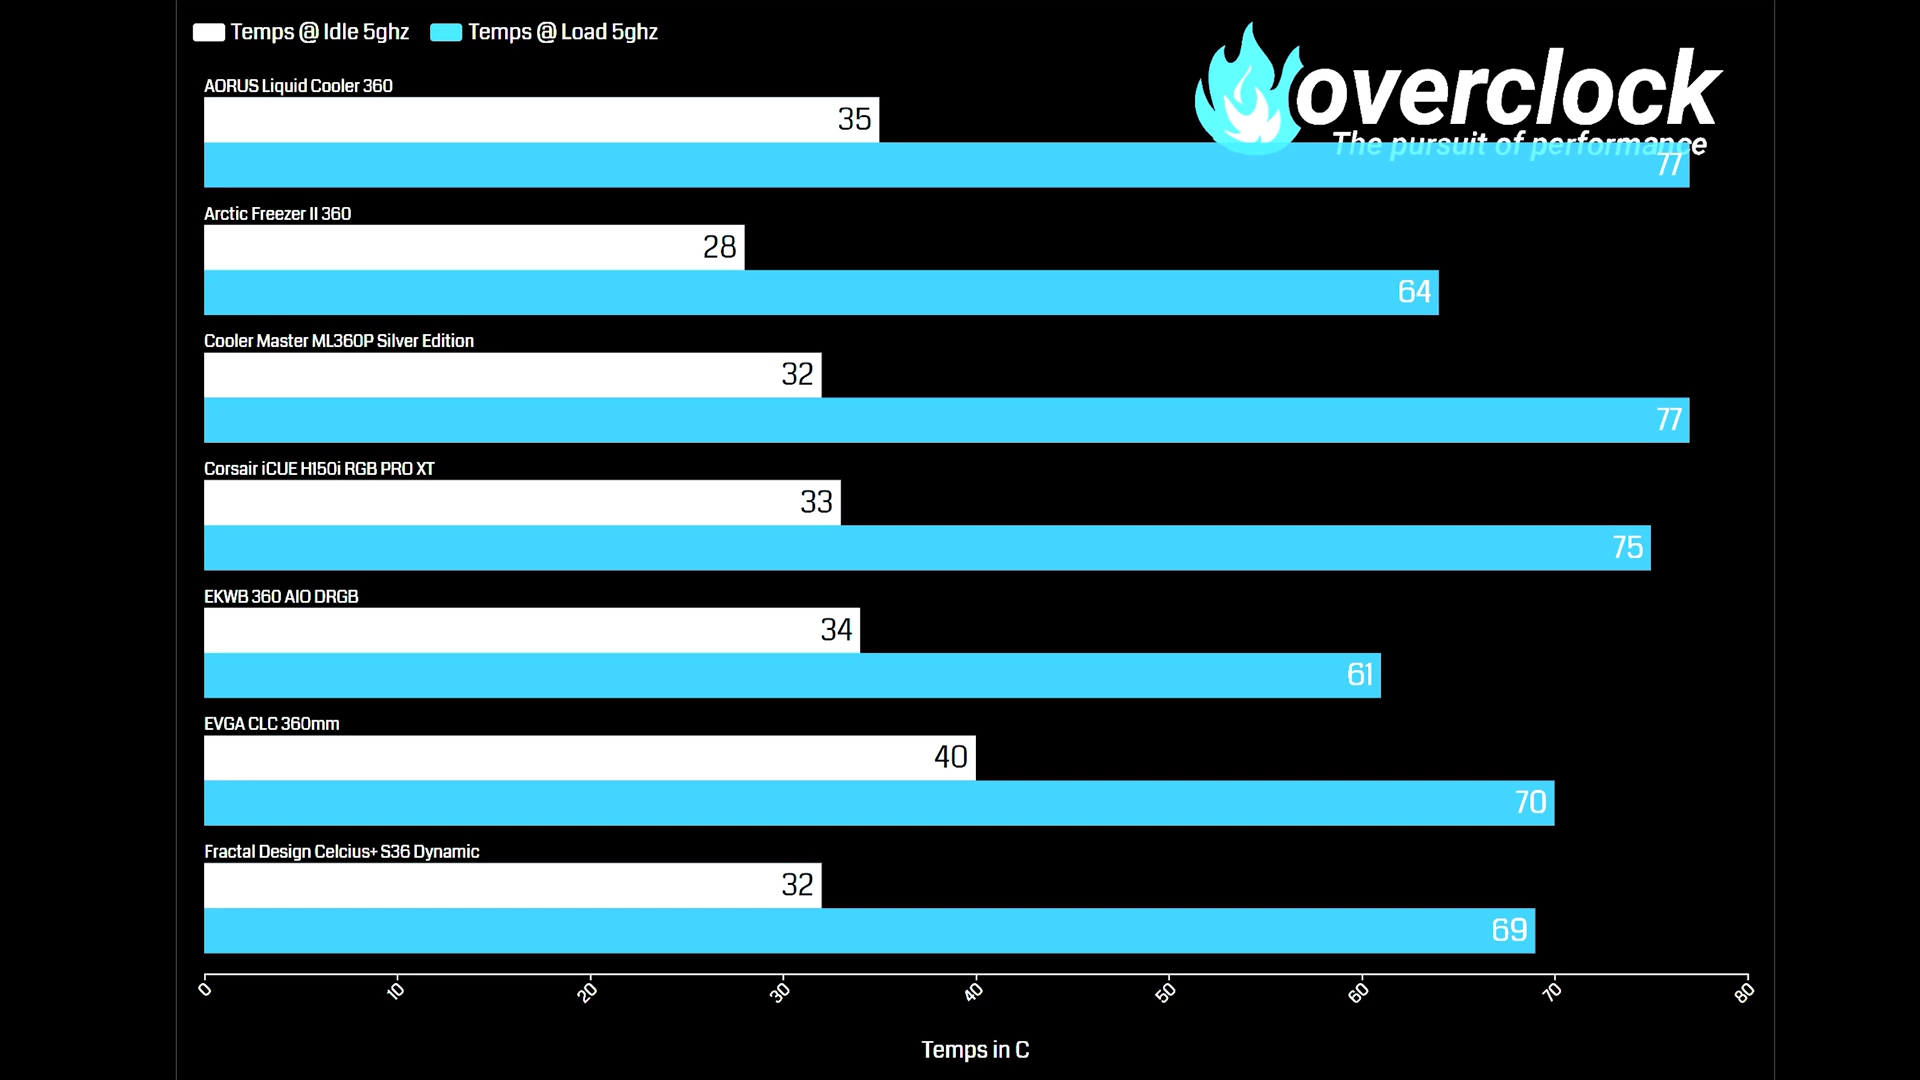 Temps @ Idle 5ghz Temps @ Load 5ghz
overclock
The pursuit of performance
AORUS Liquid Cooler 360
35
77
Arctic Freezer II 360
28
64
Cooler Master ML360P Silver Edition
32
77
Corsair iCUE H150i RGB PRO XT
33
75
EKWB 360 AIO DRGB
34
61
EVGA CLC 360mm
40
70
Fractal Design Celcius+ S36 Dynamic
32
69
0 10 20 30 40 50 60 70 80
Temps in C